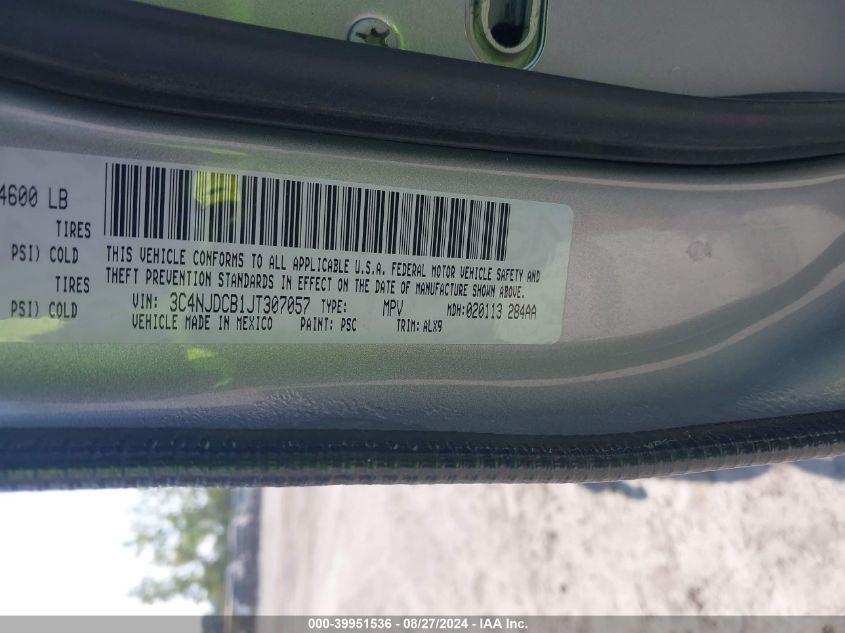 4600 LB
TIRES
PSI) COLD
TIRES
PSI) COLD
THIS VEHICLE CONFORMS TO ALL APPLICABLE U.S.A. FEDERAL MOTOR VEHICLE SAFETY AND
THEFT PREVENTION STANDARDS IN EFFECT ON THE DATE OF MANUFACTURE SHOWN ABOVE.
VIN: 3C4NJDCB1JT307057 TYPE: MPV MDH:020113 284AA
VEHICLE MADE IN MEXICO PAINT: PSC TRIM: ALX9
000-39951536 - 08/27/2024 - IAA Inc.